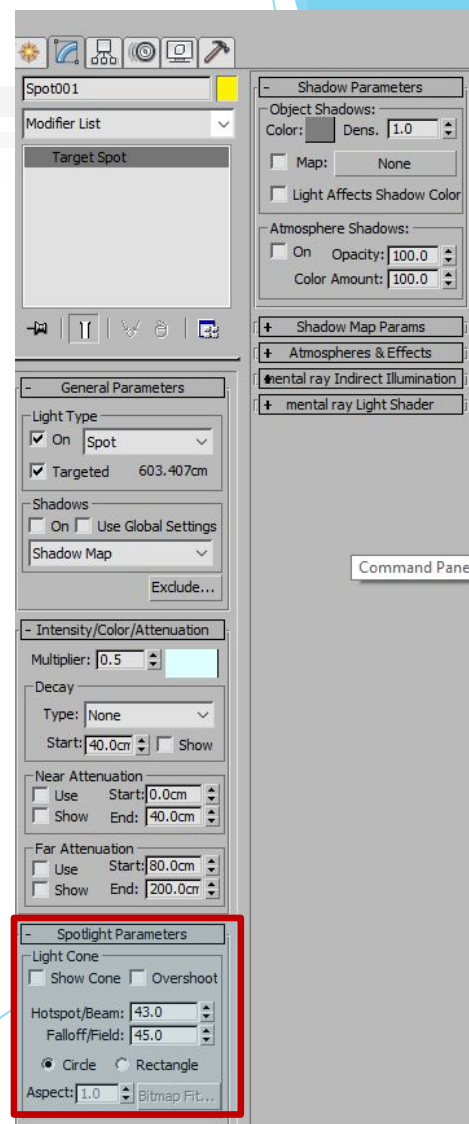 Spot001
Modifier List
Target Spot
- General Parameters
Light Type
On Spot
Targeted 603.407cm
Shadows
On Use Global Settings
Shadow Map
Exclude...
- Intensity/Color/Attenuation
Multiplier: 0.5
Decay
Type: None
Start: 40.0cm Show
Near Attenuation
Use Start: 0.0cm
Show End: 40.0cm
Far Attenuation
Use Start: 80.0cm
Show End: 200.0cm
- Spotlight Parameters
Light Cone
Show Cone Overshoot
Hotspot/Beam: 43.0
Falloff/Field: 45.0
Circle Rectangle
Aspect: 1.0 Bitmap Fit...
- Shadow Parameters
Object Shadows:
Color: Dens. 1.0
Map: None
Light Affects Shadow Color
Atmosphere Shadows:
On Opacity: 100.0
Color Amount: 100.0
+ Shadow Map Params
+ Atmospheres & Effects
+ mental ray Indirect Illumination
+ mental ray Light Shader
Command Pane